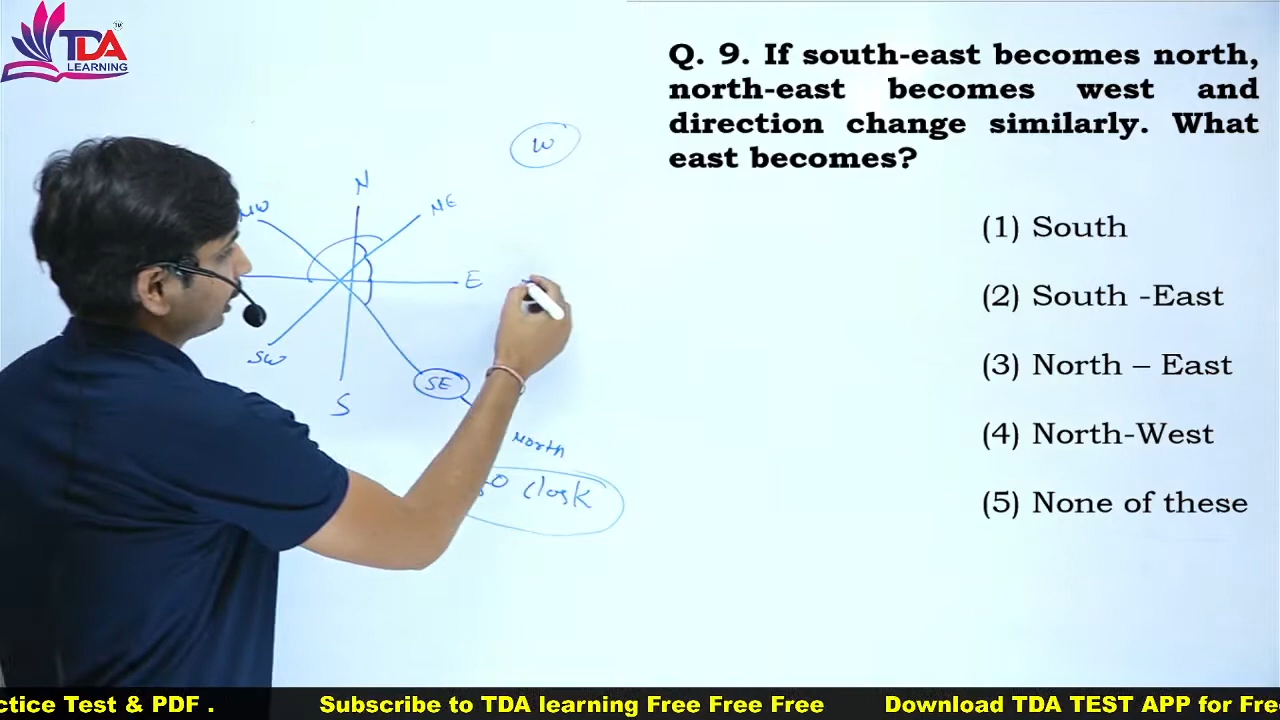 TDA
TM
LEARNING
Q. 9. If south-east becomes north,
north-east becomes west and
direction change similarly. What
east becomes?
(1) South
(2) South -East
(3) North – East
(4) North-West
(5) None of these
W
N
NE
NW
E
SW
SE
S
North
Clock
ctice Test & PDF . Subscribe to TDA learning Free Free Free Download TDA TEST APP for Fre